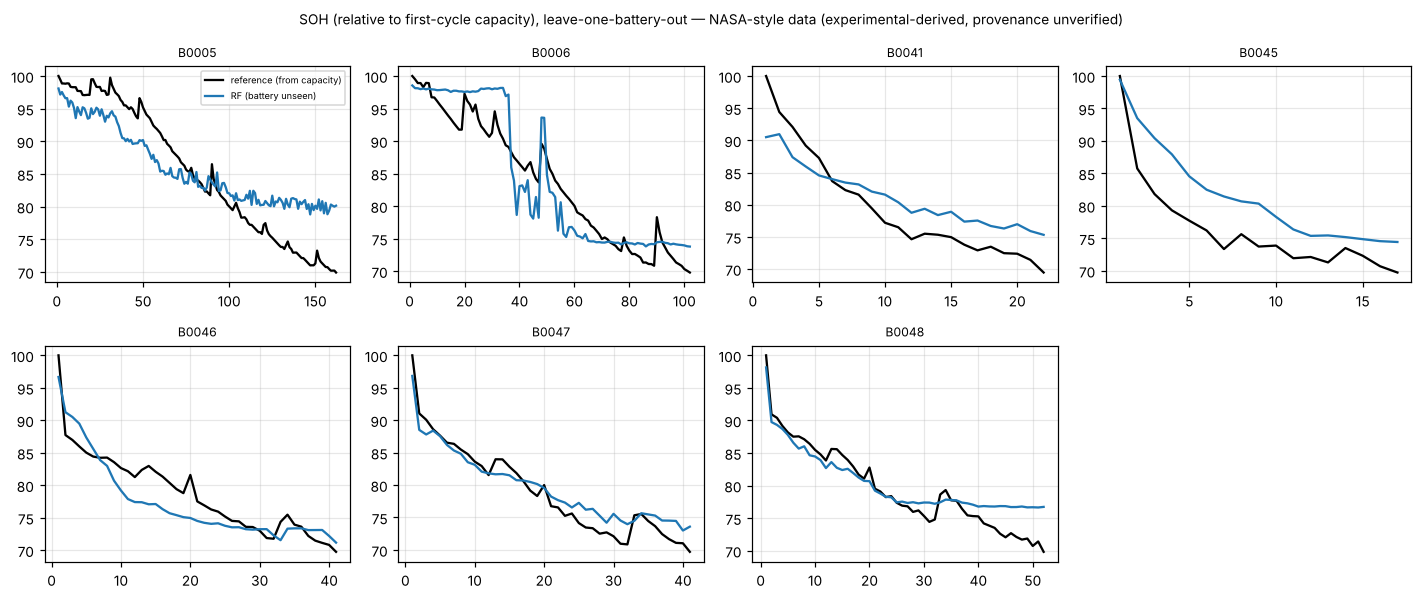 SOH (relative to first-cycle capacity), leave-one-battery-out — NASA-style data (experimental-derived, provenance unverified)
B0005
100
95
90
85
80
75
70
0 50 100 150
reference (from capacity)
RF (battery unseen)
B0006
100
95
90
85
80
75
70
0 20 40 60 80 100
B0041
100
95
90
85
80
75
70
0 5 10 15 20
B0045
100
95
90
85
80
75
70
5 10 15
B0046
100
95
90
85
80
75
70
0 10 20 30 40
B0047
100
95
90
85
80
75
70
0 10 20 30 40
B0048
100
95
90
85
80
75
70
0 10 20 30 40 50